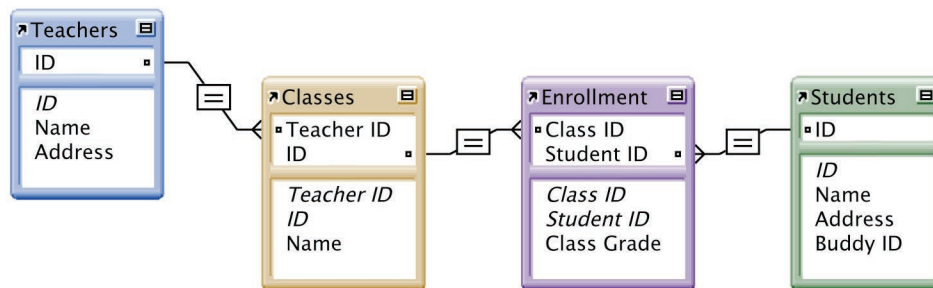 Teachers
ID
ID
Name
Address
Classes
Teacher ID
ID
Teacher ID
ID
Name
Enrollment
Class ID
Student ID
Class ID
Student ID
Class Grade
Students
ID
ID
Name
Address
Buddy ID